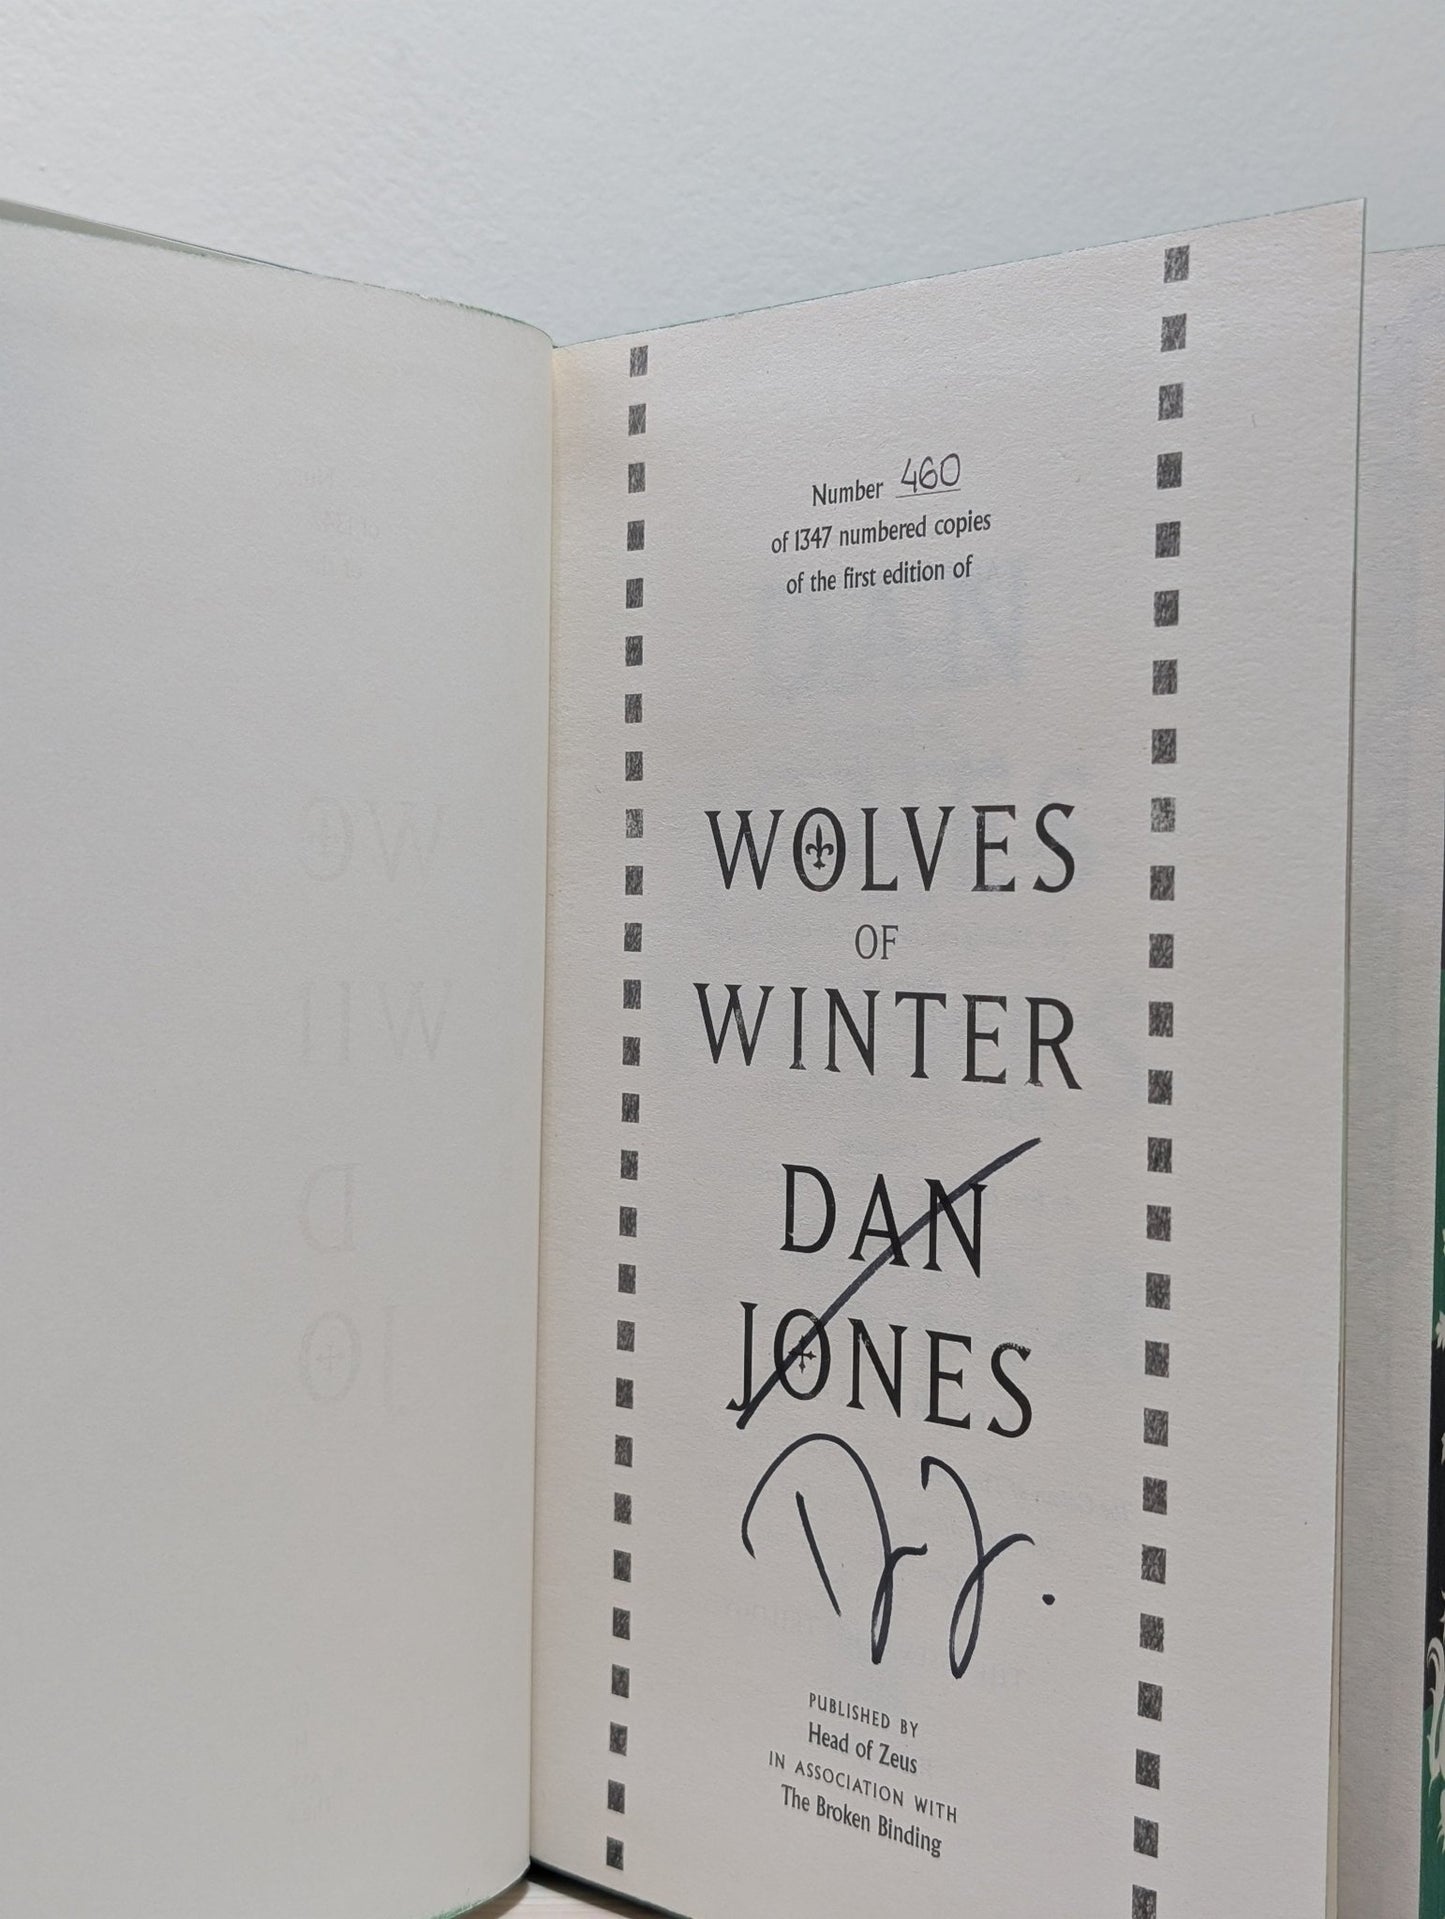 Number 460
of 1347 numbered copies
of the first edition of
WOLVES
OF
WINTER
DAN
JONES
PUBLISHED BY
Head of Zeus
IN ASSOCIATION WITH
The Broken Binding